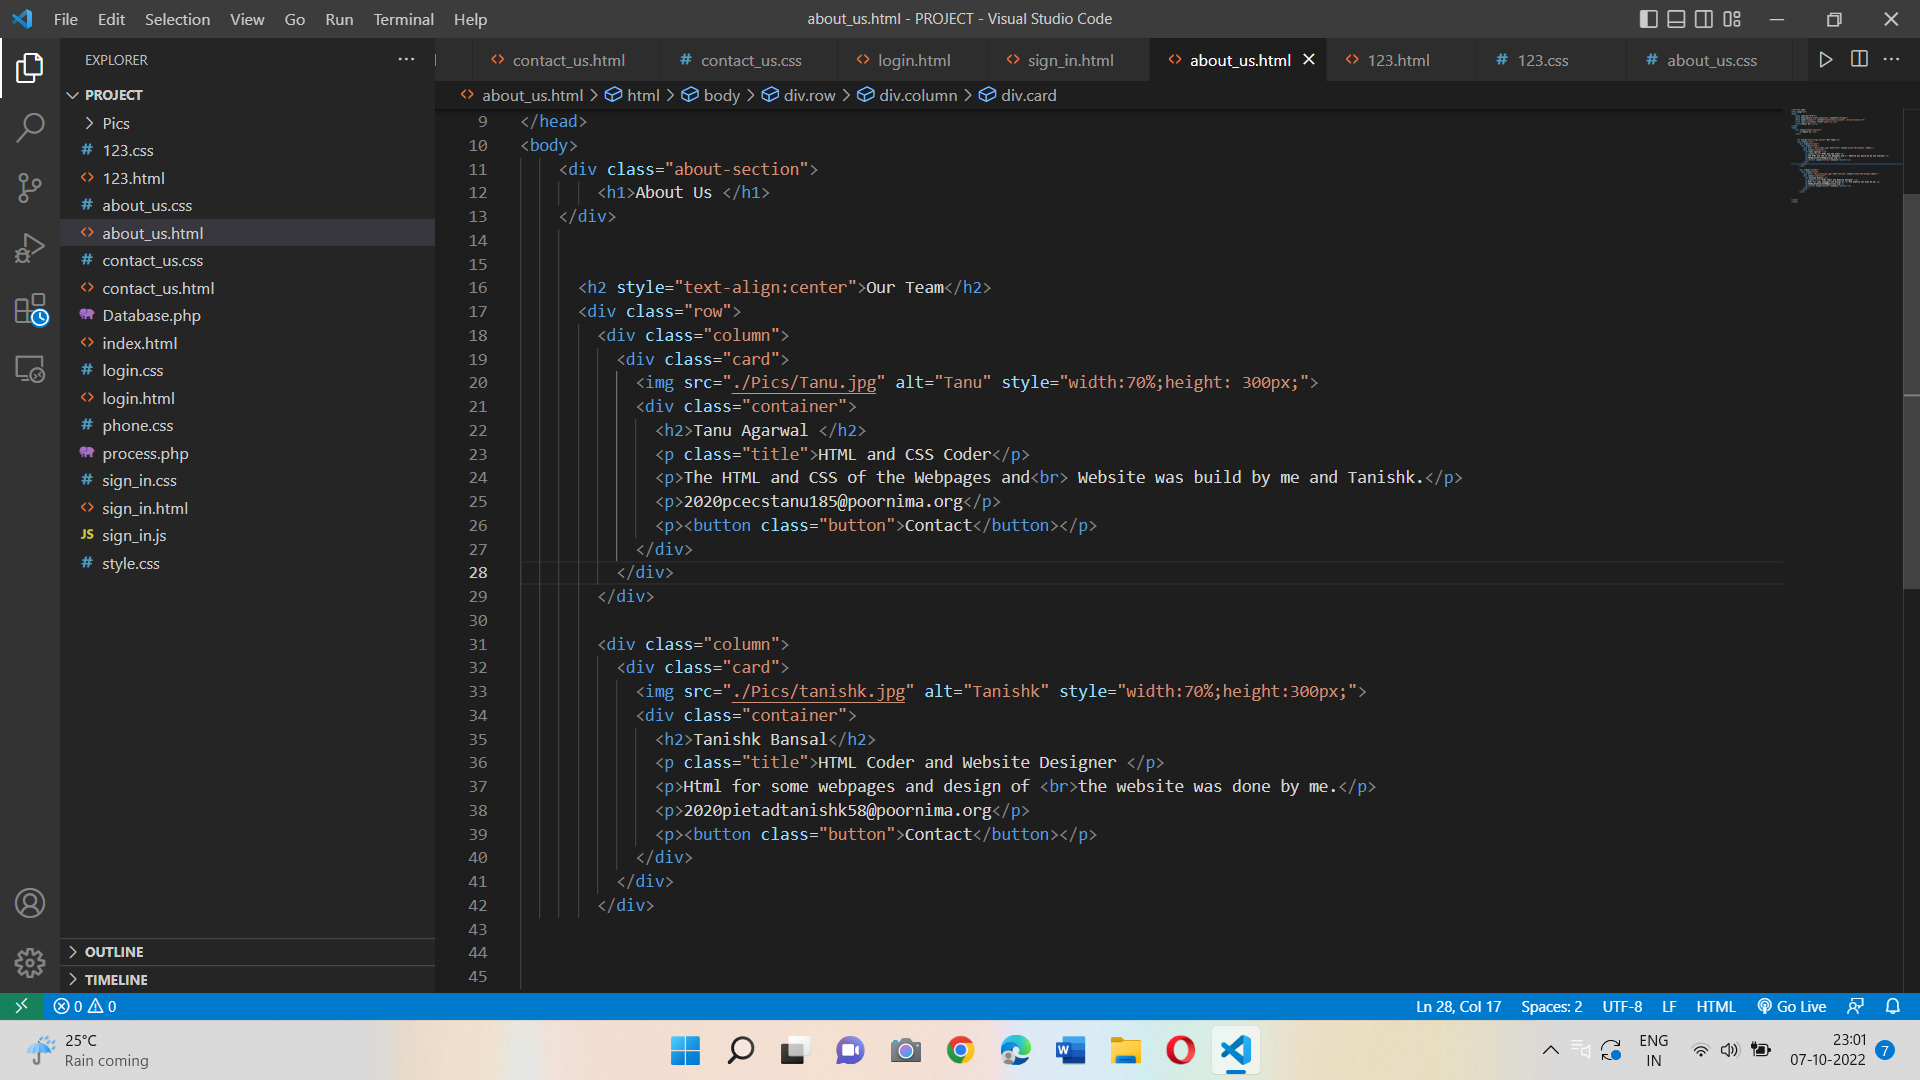 File Edit Selection View Go Run Terminal Help
about_us.html - PROJECT - Visual Studio Code
EXPLORER
contact_us.html
contact_us.css
login.html
sign_in.html
about_us.html
123.html
123.css
about_us.css
about_us.html > html > body > div.row > div.column > div.card
PROJECT
Pics
123.css
123.html
about_us.css
about_us.html
contact_us.css
contact_us.html
Database.php
index.html
login.css
login.html
phone.css
process.php
sign_in.css
sign_in.html
JS sign_in.js
style.css
OUTLINE
TIMELINE
9 </head>
10 <body>
11 <div class="about-section">
12 <h1>About Us </h1>
13 </div>
14
15
16 <h2 style="text-align:center">Our Team</h2>
17 <div class="row">
18 <div class="column">
19 <div class="card">
20 <img src="./Pics/Tanu.jpg" alt="Tanu" style="width:70%;height: 300px;">
21 <div class="container">
22 <h2>Tanu Agarwal </h2>
23 <p class="title">HTML and CSS Coder</p>
24 <p>The HTML and CSS of the Webpages and<br> Website was build by me and Tanishk.</p>
25 <p>2020pcecstanu185@poornima.org</p>
26 <p><button class="button">Contact</button></p>
27 </div>
28 </div>
29 </div>
30
31 <div class="column">
32 <div class="card">
33 <img src="./Pics/tanishk.jpg" alt="Tanishk" style="width:70%;height:300px;">
34 <div class="container">
35 <h2>Tanishk Bansal</h2>
36 <p class="title">HTML Coder and Website Designer </p>
37 <p>Html for some webpages and design of <br>the website was done by me.</p>
38 <p>2020pietadtanishk58@poornima.org</p>
39 <p><button class="button">Contact</button></p>
40 </div>
41 </div>
42 </div>
43
44
45
0 0
Ln 28, Col 17 Spaces: 2 UTF-8 LF HTML Go Live
25°C
Rain coming
ENG
IN
23:01
07-10-2022
7